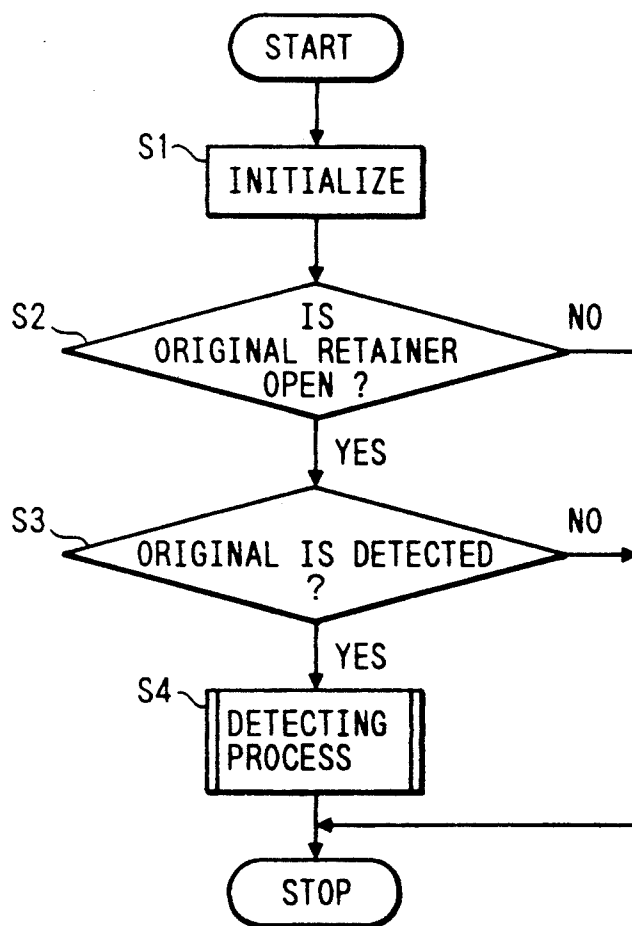 START
S1
INITIALIZE
S2
IS
ORIGINAL RETAINER
OPEN ?
NO
YES
S3
ORIGINAL IS DETECTED
?
NO
YES
S4
DETECTING
PROCESS
STOP